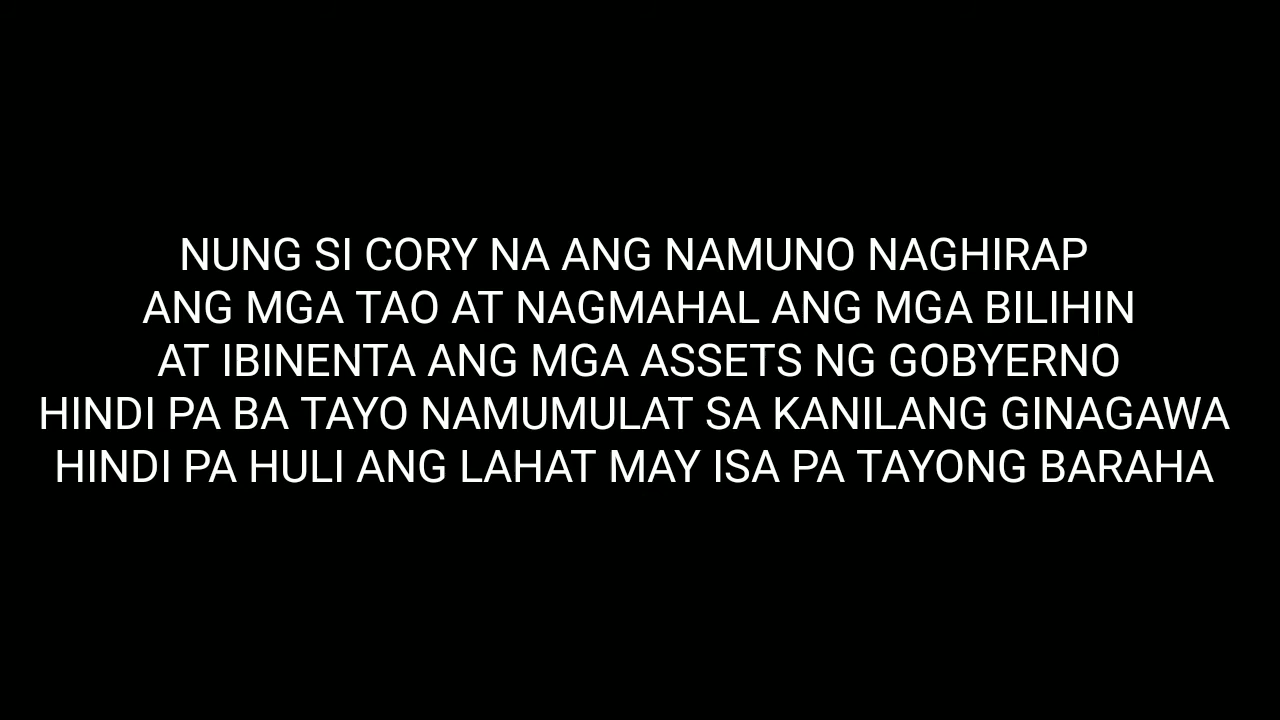 NUNG SI CORY NA ANG NAMUNO NAGHIRAP
ANG MGA TAO AT NAGMAHAL ANG MGA BILIHIN
AT IBINENTA ANG MGA ASSETS NG GOBYERNO
HINDI PA BA TAYO NAMUMULAT SA KANILANG GINAGAWA
HINDI PA HULI ANG LAHAT MAY ISA PA TAYONG BARAHA